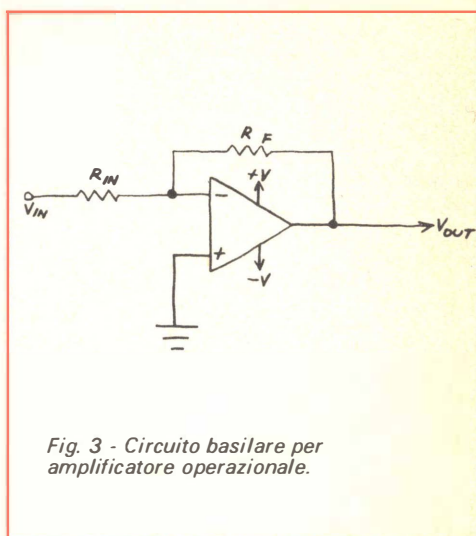 R F
+V
R IN
V IN
-
+
-V
V OUT
Fig. 3 - Circuito basilare per
amplificatore operazionale.